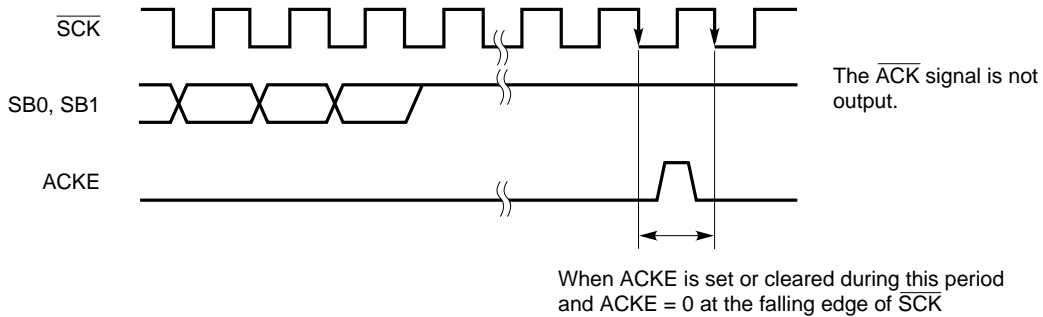 SCK
SB0, SB1
ACKE
The ACK signal is not
output.
When ACKE is set or cleared during this period
and ACKE = 0 at the falling edge of SCK